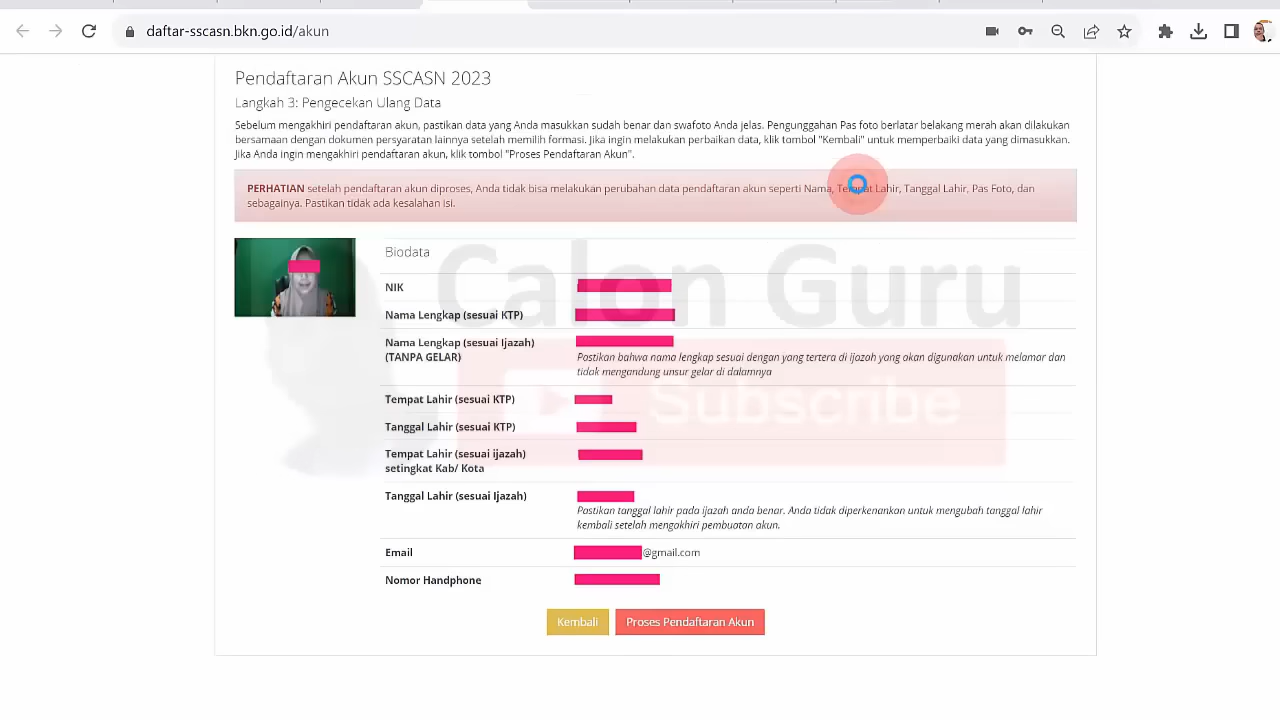 daftar-sscasn.bkn.go.id/akun
Pendaftaran Akun SSCASN 2023
Langkah 3: Pengecekan Ulang Data
Sebelum mengakhiri pendaftaran akun, pastikan data yang Anda masukkan sudah benar dan swafoto Anda jelas. Pengunggahan Pas foto berlatar belakang merah akan dilakukan
bersamaan dengan dokumen persyaratan lainnya setelah memilih formasi. Jika ingin melakukan perbaikan data, klik tombol "Kembali" untuk memperbaiki data yang dimasukkan.
Jika Anda ingin mengakhiri pendaftaran akun, klik tombol "Proses Pendaftaran Akun".
PERHATIAN setelah pendaftaran akun diproses, Anda tidak bisa melakukan perubahan data pendaftaran akun seperti Nama, Tempat Lahir, Tanggal Lahir, Pas Foto, dan
sebagainya. Pastikan tidak ada kesalahan isi.
Biodata
Calon Guru
NIK
Nama Lengkap (sesuai KTP)
Nama Lengkap (sesuai Ijazah)
(TANPA GELAR)
Pastikan bahwa nama lengkap sesuai dengan yang tertera di ijazah yang akan digunakan untuk melamar dan
tidak mengandung unsur gelar di dalamnya
Subscribe
Tempat Lahir (sesuai KTP)
Tanggal Lahir (sesuai KTP)
Tempat Lahir (sesuai ijazah)
setingkat Kab/ Kota
Tanggal Lahir (sesuai Ijazah)
Pastikan tanggal lahir pada ijazah anda benar. Anda tidak diperkenankan untuk mengubah tanggal lahir
kembali setelah mengakhiri pembuatan akun.
Email @gmail.com
Nomor Handphone
Kembali Proses Pendaftaran Akun